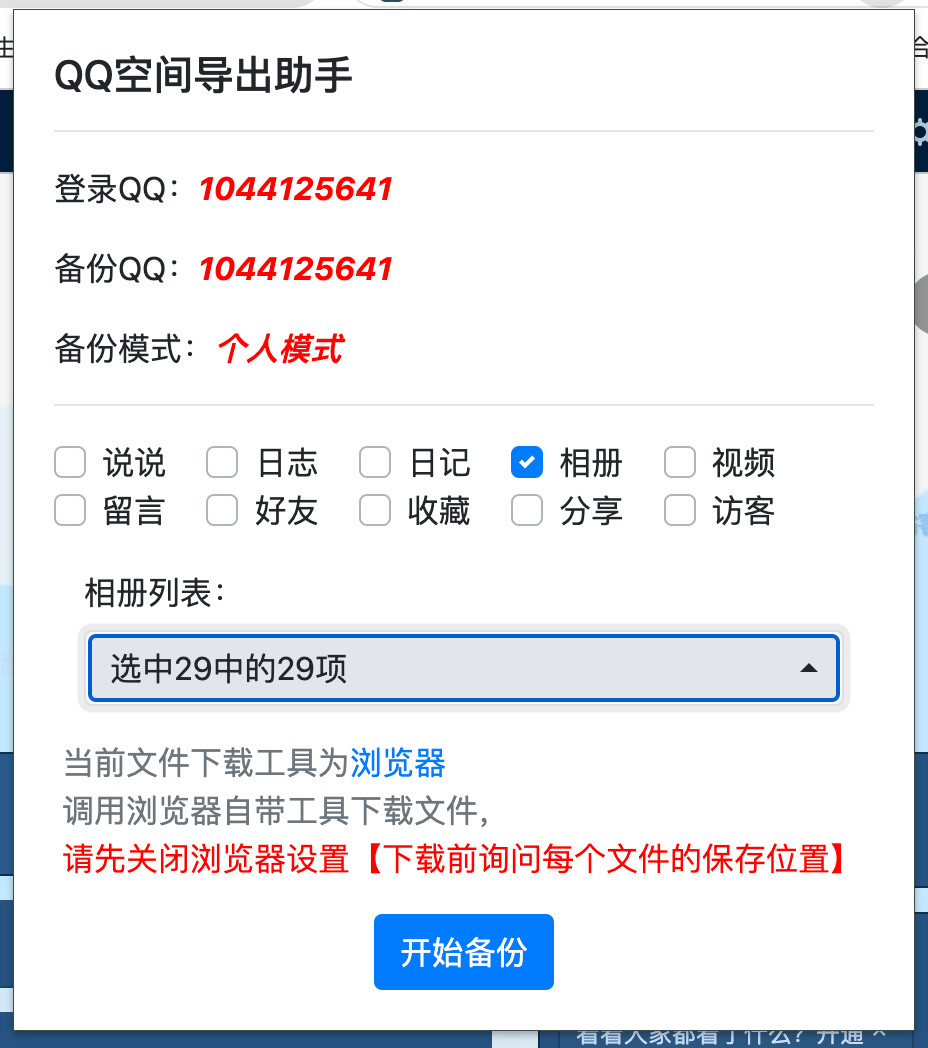 QQ空间导出助手
登录QQ：1044125641
备份QQ：1044125641
备份模式：个人模式
说说 日志 日记 相册 视频
留言 好友 收藏 分享 访客
相册列表：
选中29中的29项
当前文件下载工具为浏览器
调用浏览器自带工具下载文件，
请先关闭浏览器设置【下载前询问每个文件的保存位置】
开始备份
看看大家都看了什么？开通